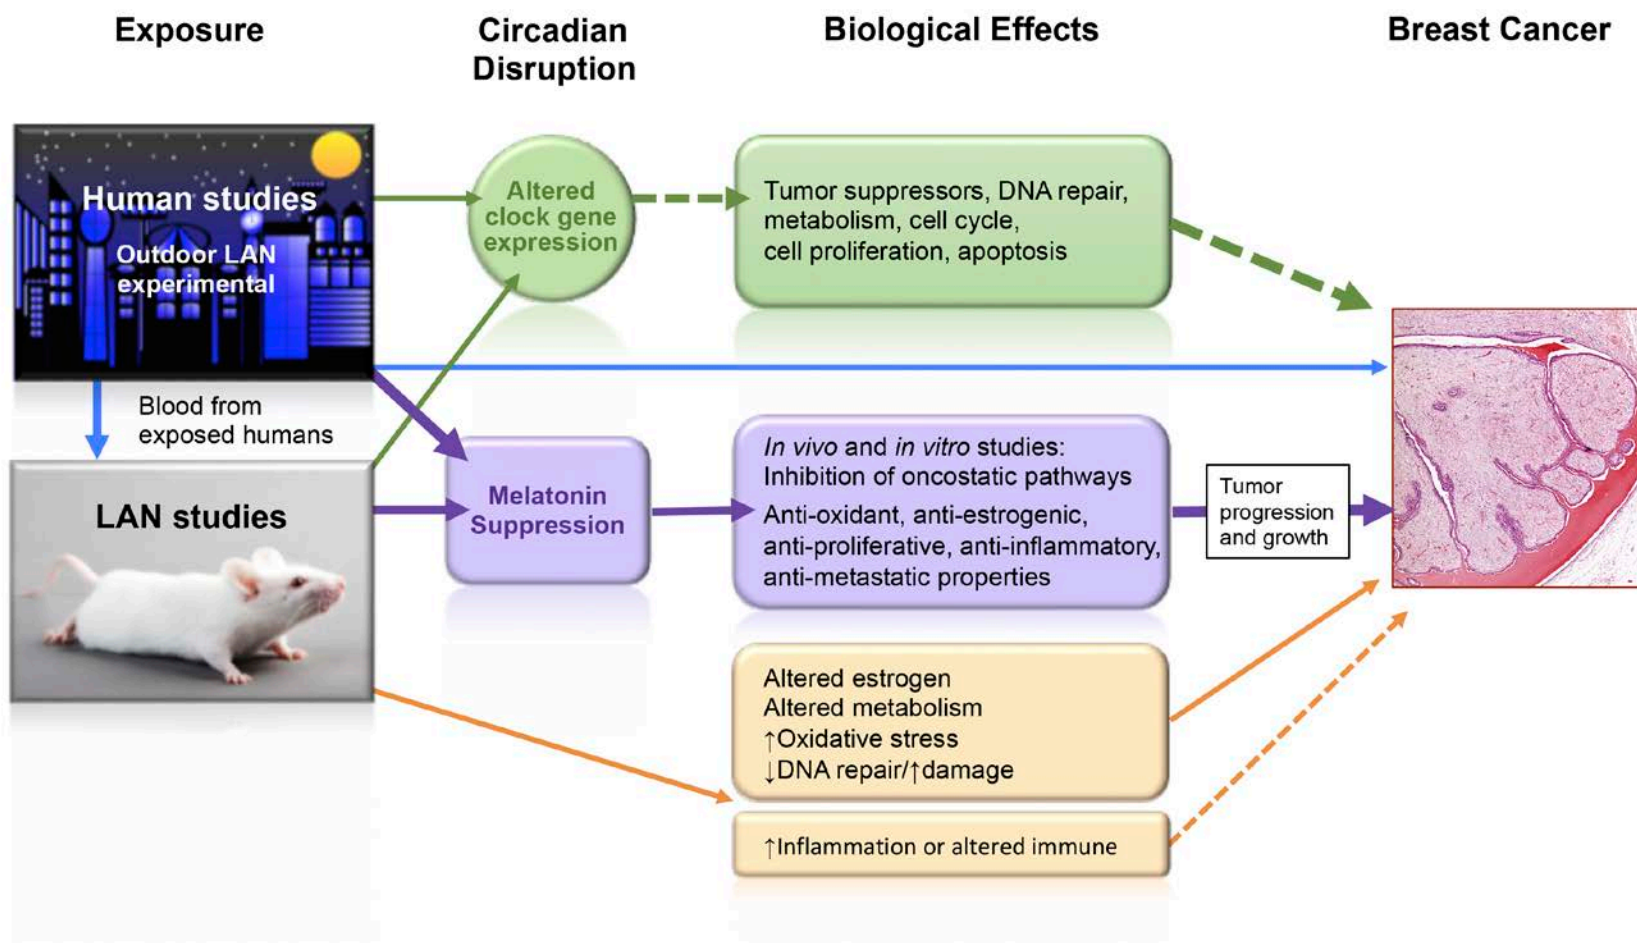 Exposure
Circadian
Disruption
Biological Effects
Breast Cancer
Human studies
Outdoor LAN
experimental
Altered
clock gene
expression
Tumor suppressors, DNA repair,
metabolism, cell cycle,
cell proliferation, apoptosis
Blood from
exposed humans
LAN studies
Melatonin
Suppression
In vivo and in vitro studies:
Inhibition of oncostatic pathways
Anti-oxidant, anti-estrogenic,
anti-proliferative, anti-inflammatory,
anti-metastatic properties
Tumor
progression
and growth
Altered estrogen
Altered metabolism
↑Oxidative stress
↓DNA repair/↑damage
↑Inflammation or altered immune